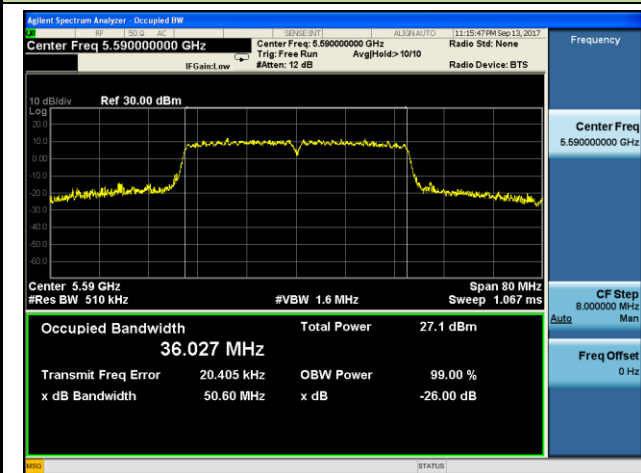 Agilent Spectrum Analyzer - Occupied BW
RF 50 Ω AC SENSE:INT ALIGN AUTO 11:15:47 PM Sep 13, 2017
Center Freq 5.590000000 GHz
Center Freq: 5.590000000 GHz
Radio Std: None
Trig: Free Run Avg|Hold:>10/10
IFGain:Low #Atten: 12 dB Radio Device: BTS
Frequency
10 dB/div Ref 30.00 dBm
Log
20.0
10.0
0.00
-10.0
-20.0
-30.0
-40.0
-50.0
-60.0
Center 5.59 GHz Span 80 MHz
#Res BW 510 kHz #VBW 1.6 MHz Sweep 1.067 ms
Center Freq
5.590000000 GHz
CF Step
8.000000 MHz
Auto Man
Freq Offset
0 Hz
Occupied Bandwidth Total Power 27.1 dBm
36.027 MHz
Transmit Freq Error 20.405 kHz OBW Power 99.00 %
x dB Bandwidth 50.60 MHz x dB -26.00 dB
MSG STATUS